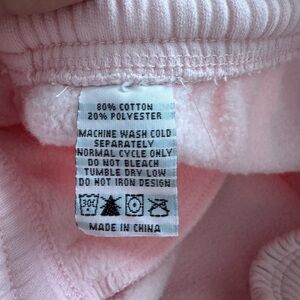 80% COTTON
20% POLYESTER
MACHINE WASH COLD
SEPARATELY
NORMAL CYCLE ONLY
DO NOT BLEACH
TUMBLE DRY LOW
DO NOT IRON DESIGN
30C
MADE IN CHINA